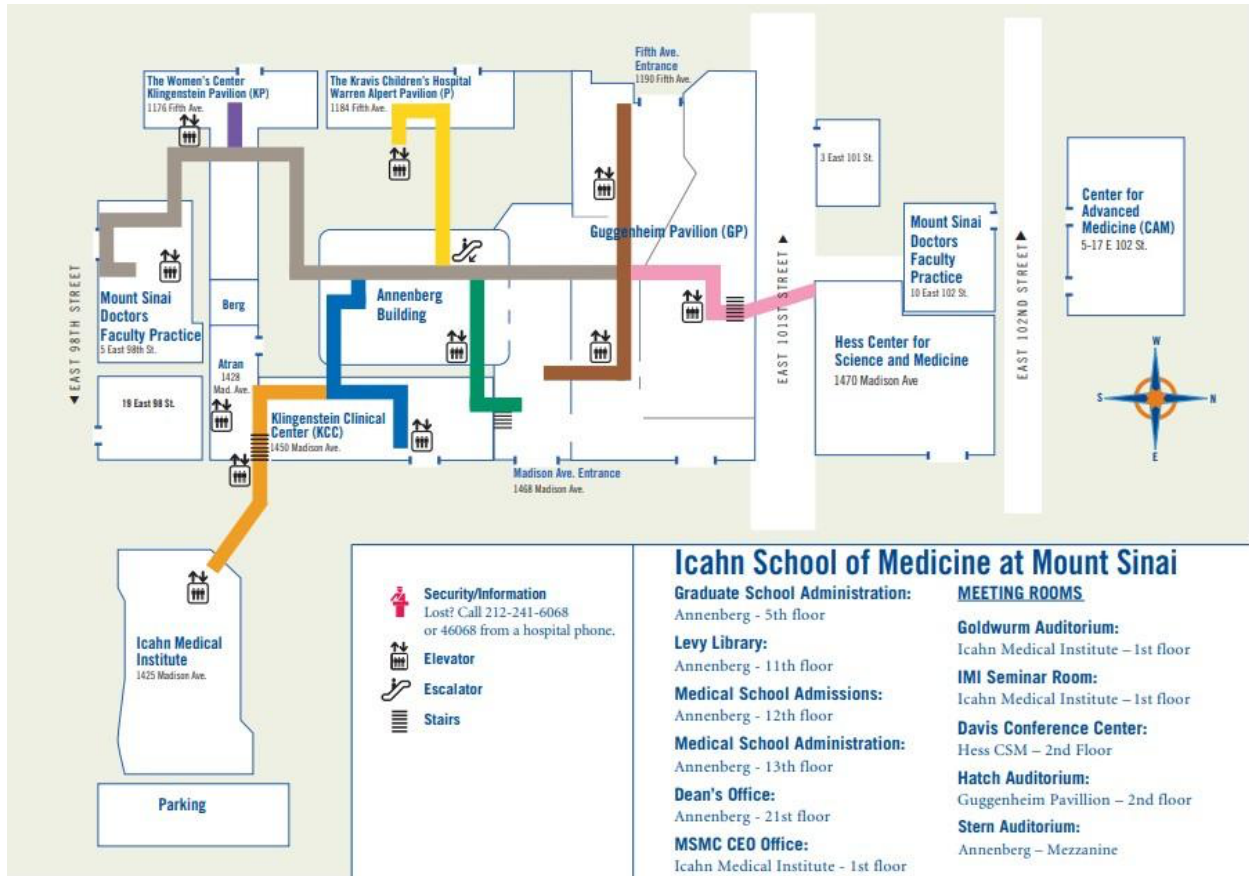 The Women's Center
Klingenstein Pavilion (KP)
1176 Fifth Ave.
The Kravis Children's Hospital
Warren Alpert Pavilion (P)
1184 Fifth Ave.
Fifth Ave.
Entrance
1190 Fifth Ave.
3 East 101 St.
Center for
Advanced
Medicine (CAM)
5-17 E 102 St.
Mount Sinai
Doctors
Faculty
Practice
10 East 102 St.
Guggenheim Pavilion (GP)
EAST 98TH STREET
Mount Sinai
Doctors
Faculty Practice
5 East 98th St.
Berg
Annenberg
Building
EAST 101ST STREET
EAST 102ND STREET
Hess Center for
Science and Medicine
1470 Madison Ave
Atran
1428
Mad. Ave.
19 East 98 St.
Klingenstein Clinical
Center (KCC)
1450 Madison Ave.
Madison Ave. Entrance
1468 Madison Ave.
W
S
N
E
Icahn Medical
Institute
1425 Madison Ave.
Parking
Security/Information
Lost? Call 212-241-6068
or 46068 from a hospital phone.
Elevator
Escalator
Stairs
Icahn School of Medicine at Mount Sinai
Graduate School Administration:
Annenberg - 5th floor
Levy Library:
Annenberg - 11th floor
Medical School Admissions:
Annenberg - 12th floor
Medical School Administration:
Annenberg - 13th floor
Dean's Office:
Annenberg - 21st floor
MSMC CEO Office:
Icahn Medical Institute - 1st floor
MEETING ROOMS
Goldwurm Auditorium:
Icahn Medical Institute – 1st floor
IMI Seminar Room:
Icahn Medical Institute – 1st floor
Davis Conference Center:
Hess CSM – 2nd Floor
Hatch Auditorium:
Guggenheim Pavillion – 2nd floor
Stern Auditorium:
Annenberg – Mezzanine